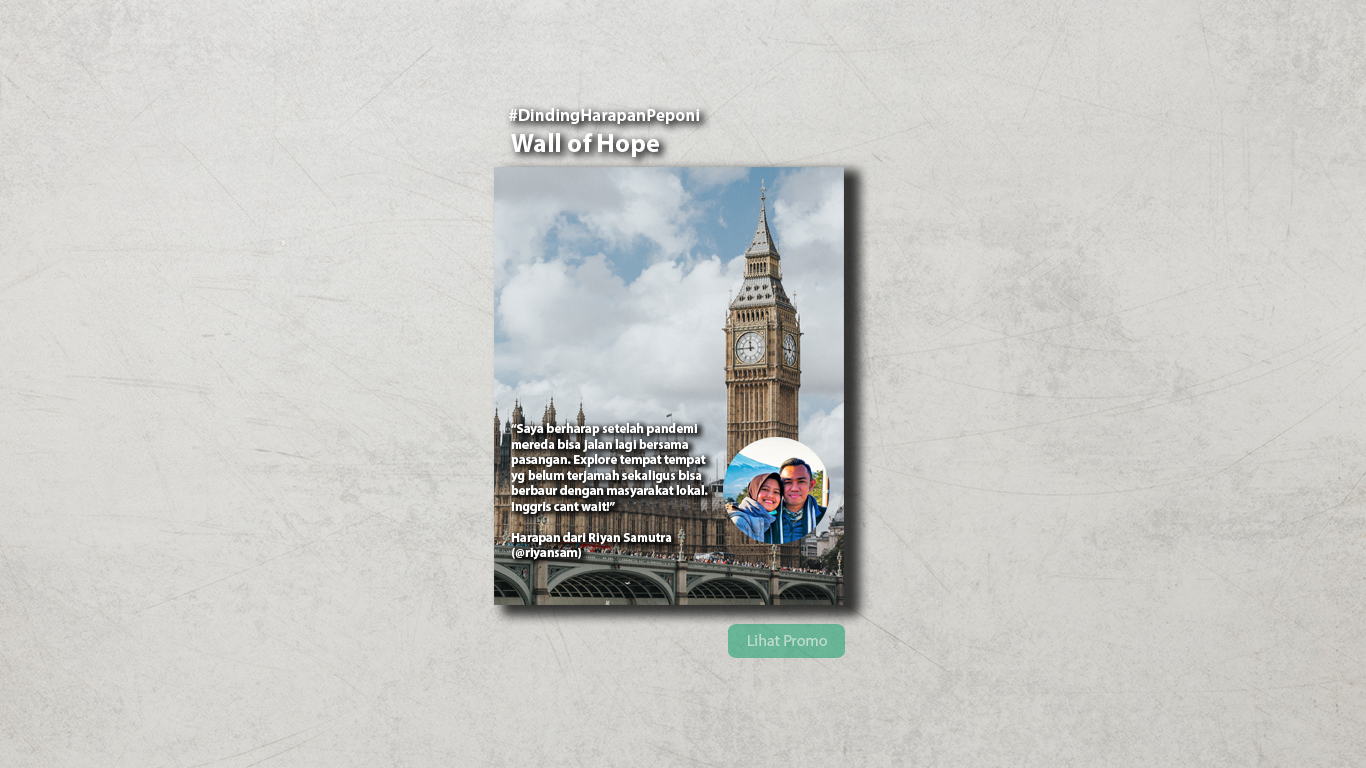 #DindingHarapanPeponi
Wall of Hope
“Saya berharap setelah pandemi
mereda bisa jalan lagi bersama
pasangan. Explore tempat tempat
yg belum terjamah sekaligus bisa
berbaur dengan masyarakat lokal.
Inggris cant wait!”
Harapan dari Riyan Samutra
(@riyansam)
Lihat Promo